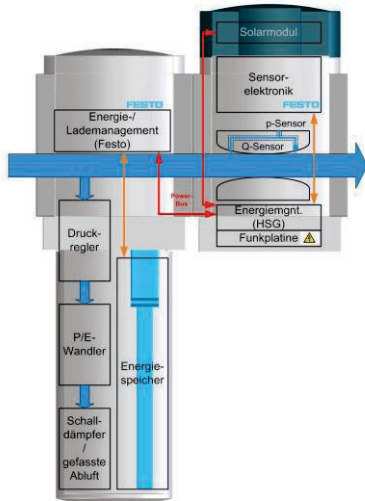 Solarmodul
Sensor-
elektronik
FESTO
p-Sensor
Q-Sensor
FESTO
Energie-/
Lademanagement
(Festo)
Power-
Bus
Energiemgnt.
(HSG)
Funkplatine
Druck-
regler
P/E-
Wandler
Energie-
speicher
Schall-
dämpfer
/
gefasste
Abluft